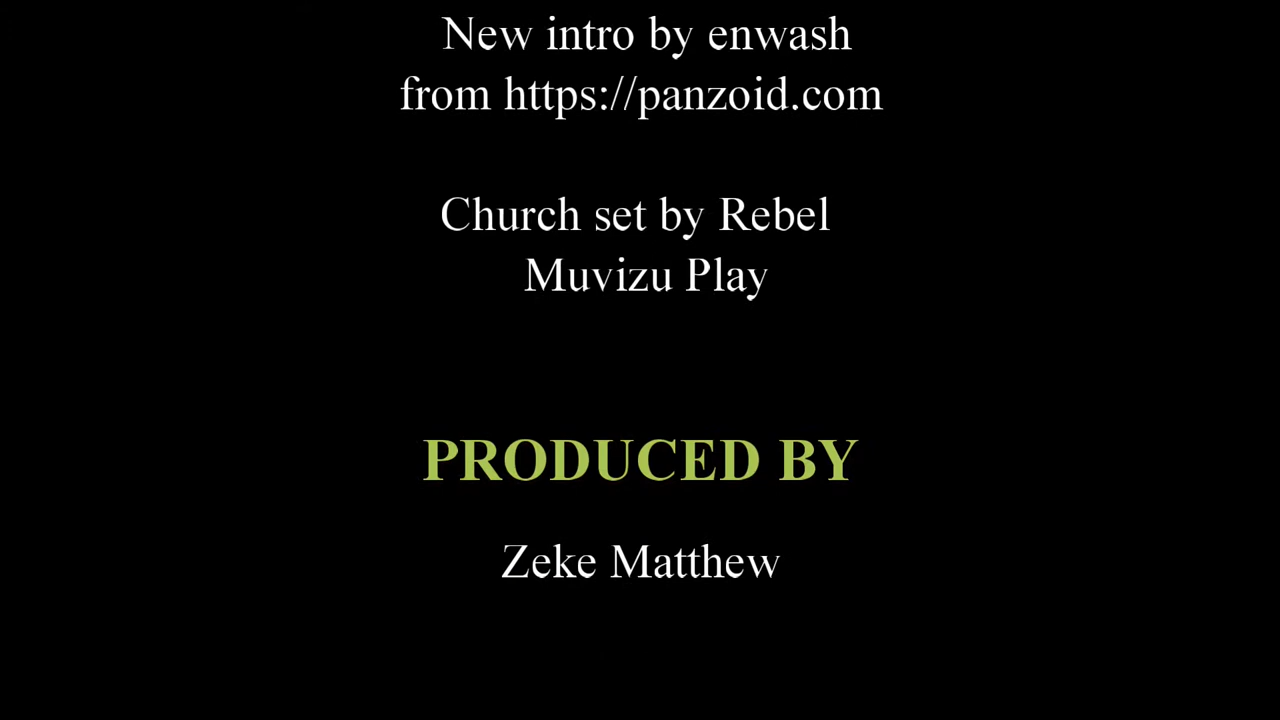 New intro by enwash
from https://panzoid.com
Church set by Rebel
Muvizu Play
PRODUCED BY
Zeke Matthew